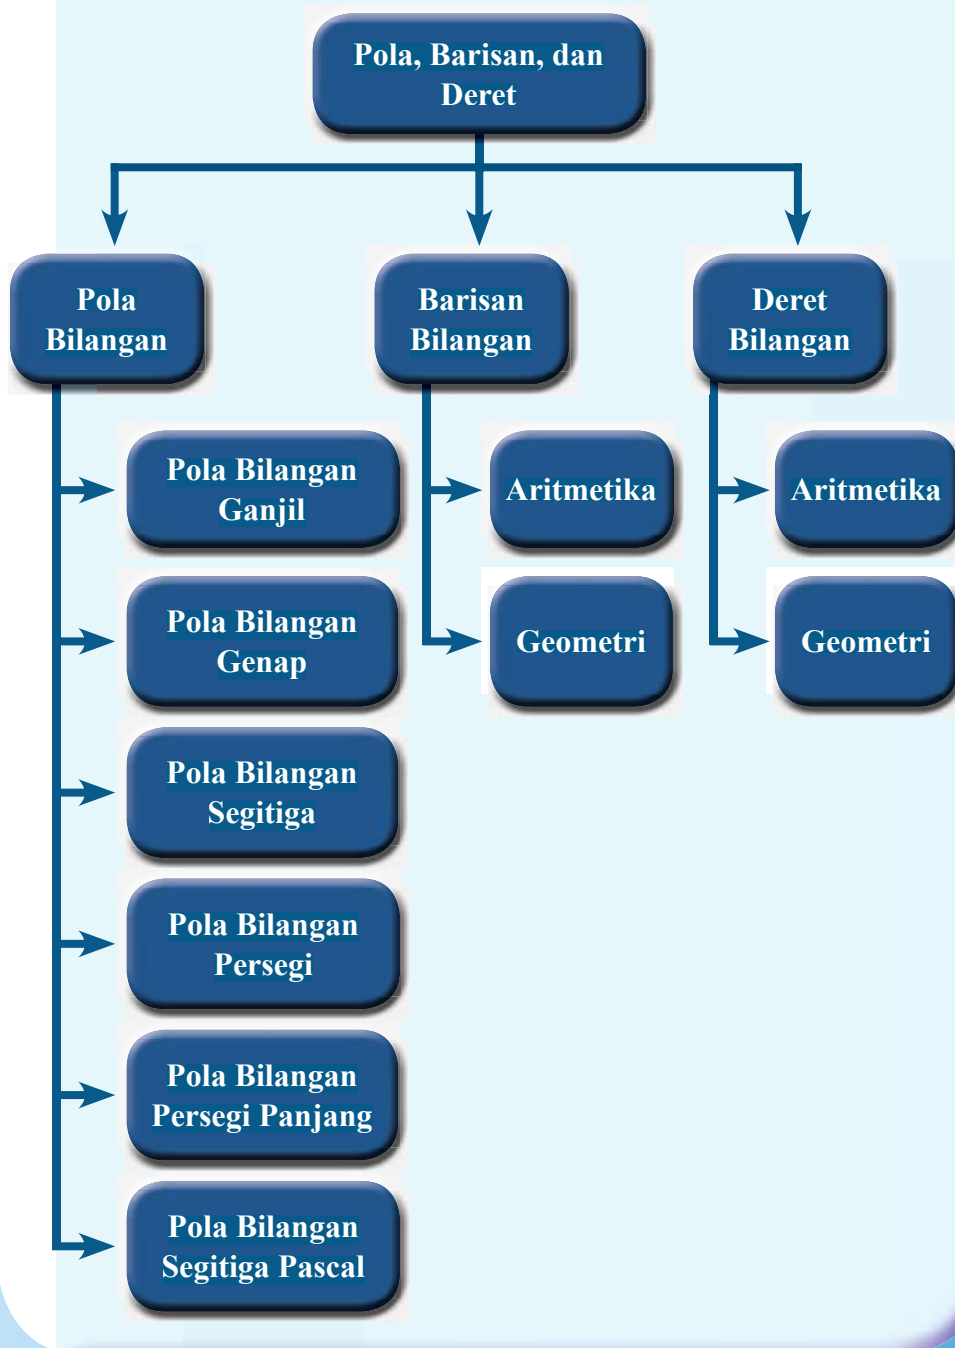 Pola, Barisan, dan
Deret
Pola
Bilangan
Barisan
Bilangan
Deret
Bilangan
Pola Bilangan
Ganjil
Pola Bilangan
Genap
Pola Bilangan
Segitiga
Pola Bilangan
Persegi
Pola Bilangan
Persegi Panjang
Pola Bilangan
Segitiga Pascal
Aritmetika
Geometri
Aritmetika
Geometri